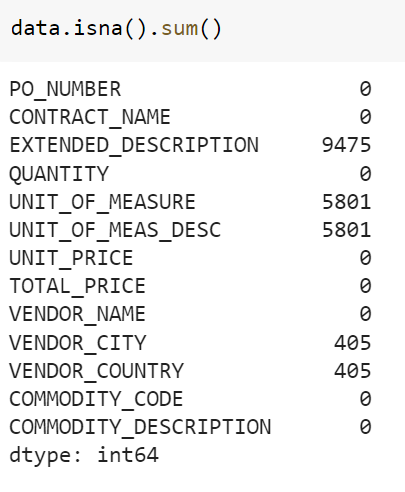 data.isna().sum()
PO_NUMBER 0
CONTRACT_NAME 0
EXTENDED_DESCRIPTION 9475
QUANTITY 0
UNIT_OF_MEASURE 5801
UNIT_OF_MEAS_DESC 5801
UNIT_PRICE 0
TOTAL_PRICE 0
VENDOR_NAME 0
VENDOR_CITY 405
VENDOR_COUNTRY 405
COMMODITY_CODE 0
COMMODITY_DESCRIPTION 0
dtype: int64